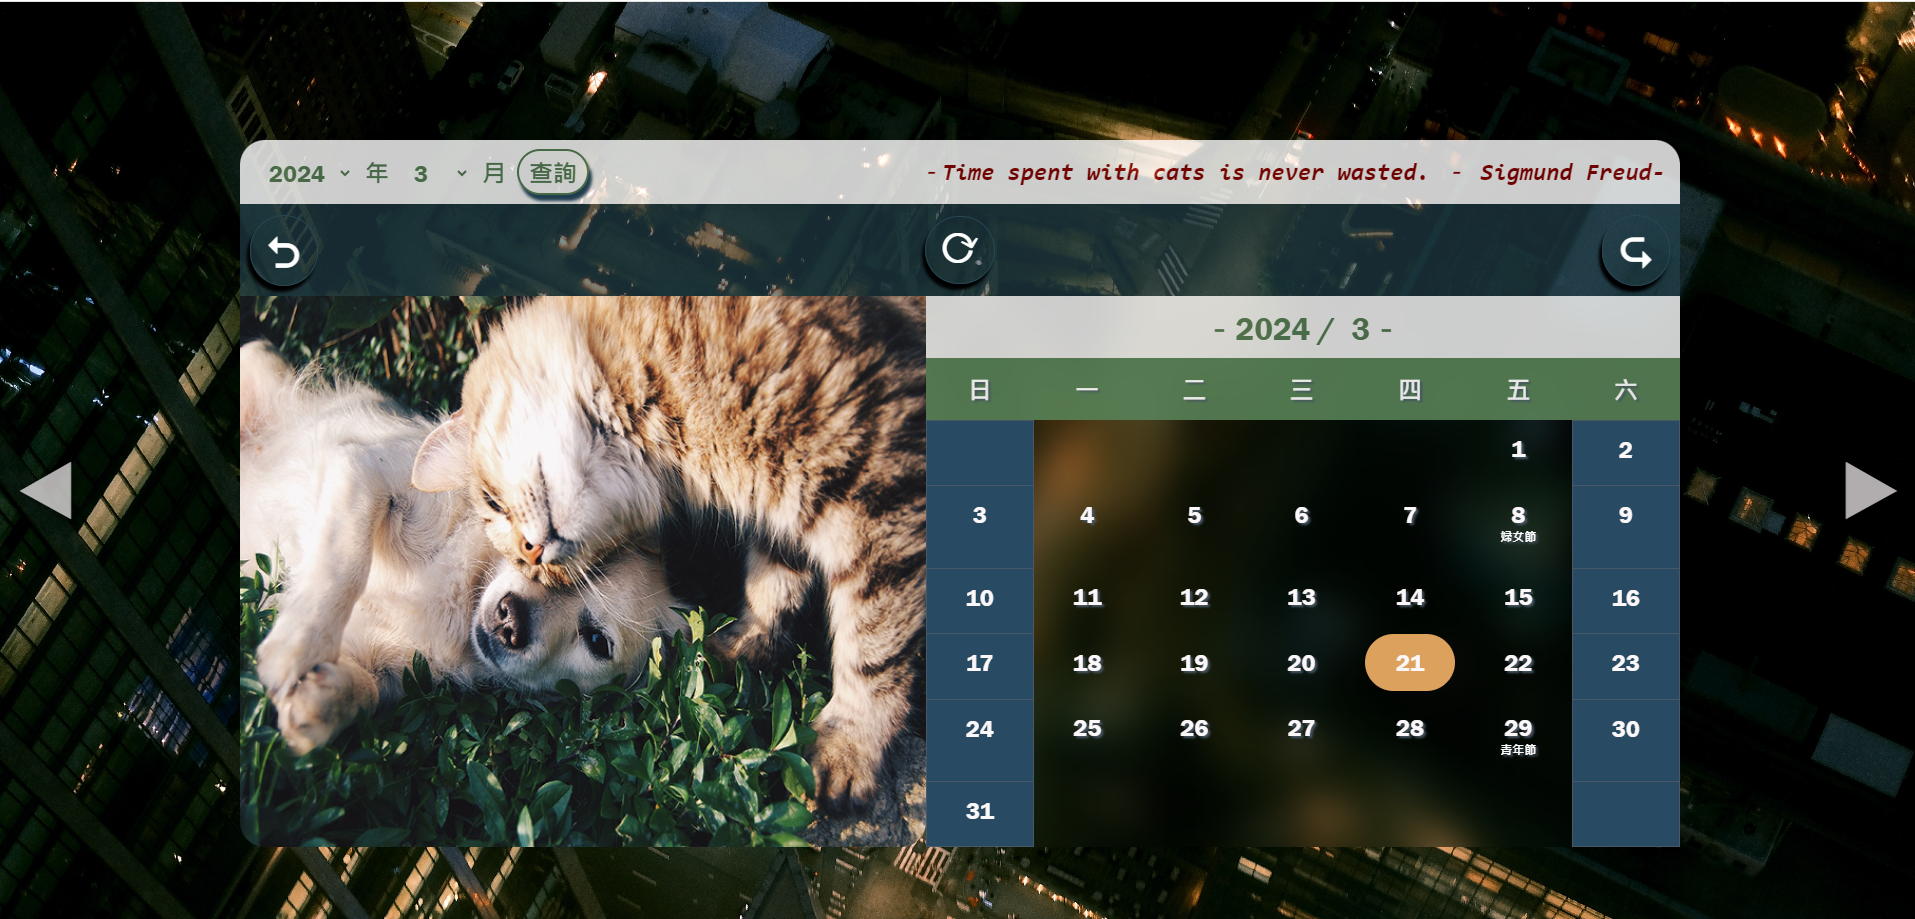 2024 年 3 月 查詢
- Time spent with cats is never wasted. - Sigmund Freud-
- 2024 / 3 -
日 一 二 三 四 五 六
1 2
3 4 5 6 7 8 9
婦女節
10 11 12 13 14 15 16
17 18 19 20 21 22 23
24 25 26 27 28 29 30
青年節
31